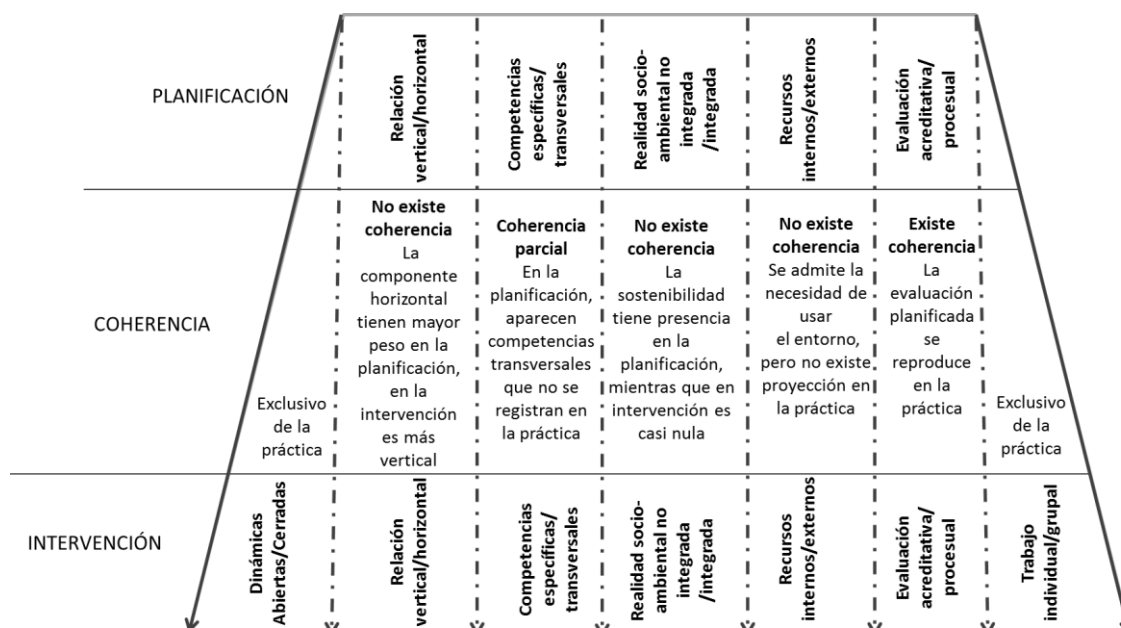 PLANIFICACIÓN
Relación
vertical/horizontal
Competencias
específicas/
transversales
Realidad socio-
ambiental no
integrada
/integrada
Recursos
internos/externos
Evaluación
acreditativa/
procesual
COHERENCIA
Exclusivo
de la
práctica
No existe
coherencia
La
componente
horizontal
tienen mayor
peso en la
planificación,
en la
intervención
es más
vertical
Coherencia
parcial
En la
planificación,
aparecen
competencias
transversales
que no se
registran en
la práctica
No existe
coherencia
La
sostenibilidad
tiene presencia
en la
planificación,
mientras que en
intervención es
casi nula
No existe
coherencia
Se admite la
necesidad de
usar
el entorno,
pero no existe
proyección en
la práctica
Existe
coherencia
La
evaluación
planificada
se
reproduce
en la
práctica
Exclusivo
de la
práctica
INTERVENCIÓN
Dinámicas
Abiertas/Cerradas
Relación
vertical/horizontal
Competencias
específicas/
transversales
Realidad socio-
ambiental no
integrada
/integrada
Recursos
internos/externos
Evaluación
acreditativa/
procesual
Trabajo
individual/grupal